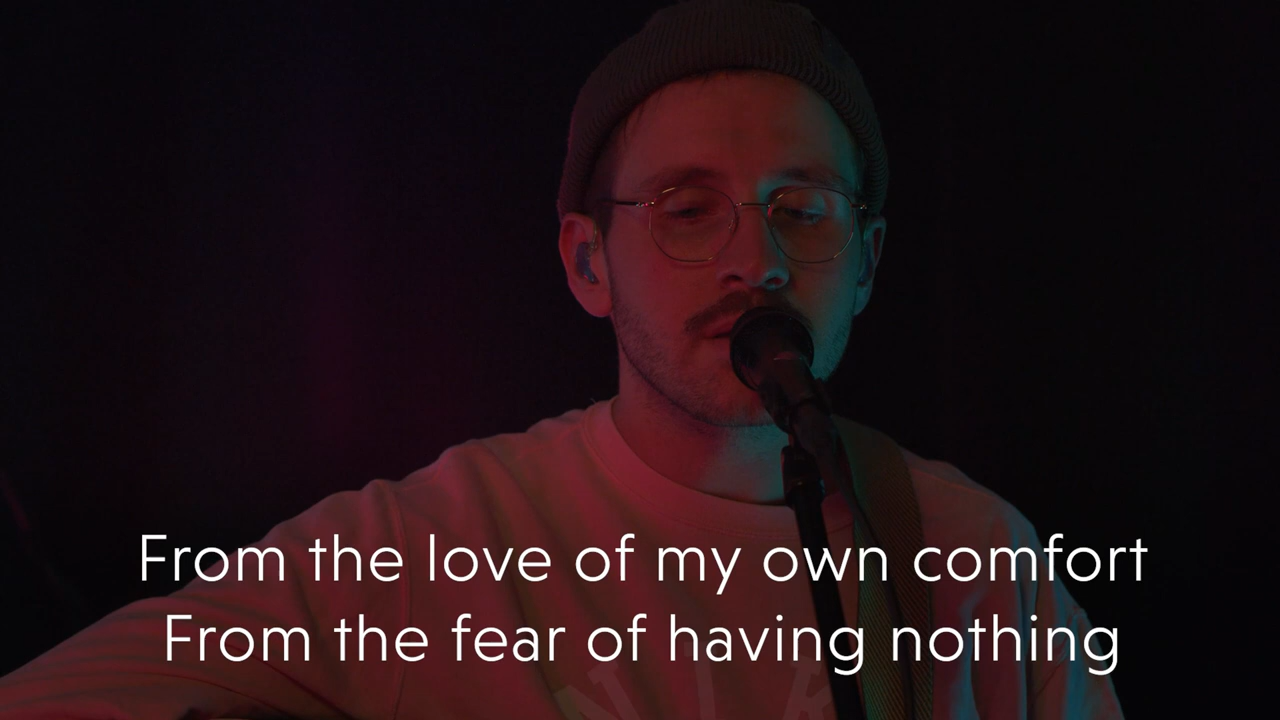 From the love of my own comfort
From the fear of having nothing